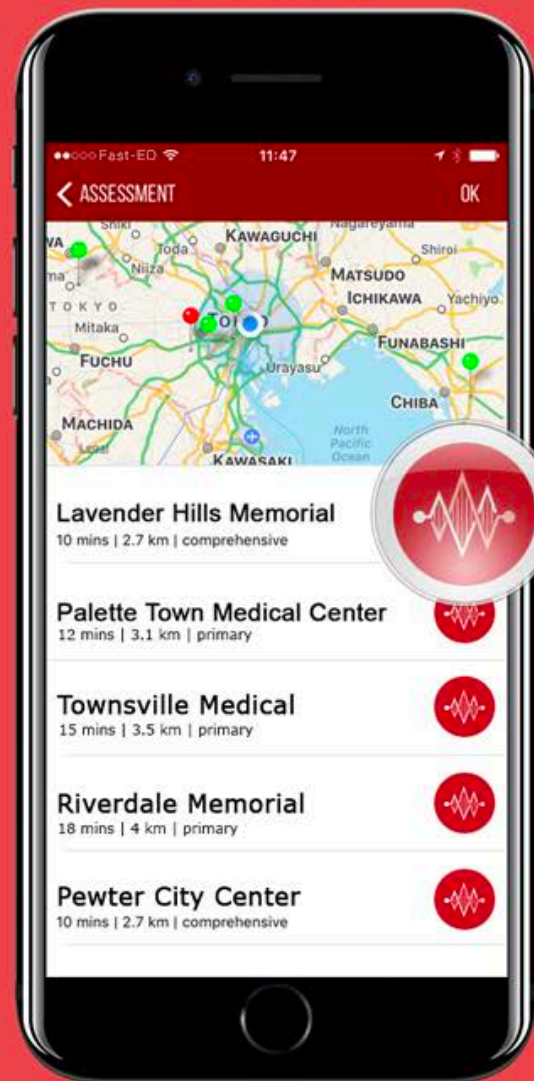 Fast-ED
11:47
ASSESSMENT
OK
Shiki
Toda
KAWAGUCHI
Nagareyama
Niiza
Shiroi
MATSUDO
ICHIKAWA
Yachiyo
TOKYO
Mitaka
FUNABASHI
FUCHU
Urayasu
CHIBA
MACHIDA
North
Pacific
Ocean
KAWASAKI
Lavender Hills Memorial
10 mins | 2.7 km | comprehensive
Palette Town Medical Center
12 mins | 3.1 km | primary
Townsville Medical
15 mins | 3.5 km | primary
Riverdale Memorial
18 mins | 4 km | primary
Pewter City Center
10 mins | 2.7 km | comprehensive